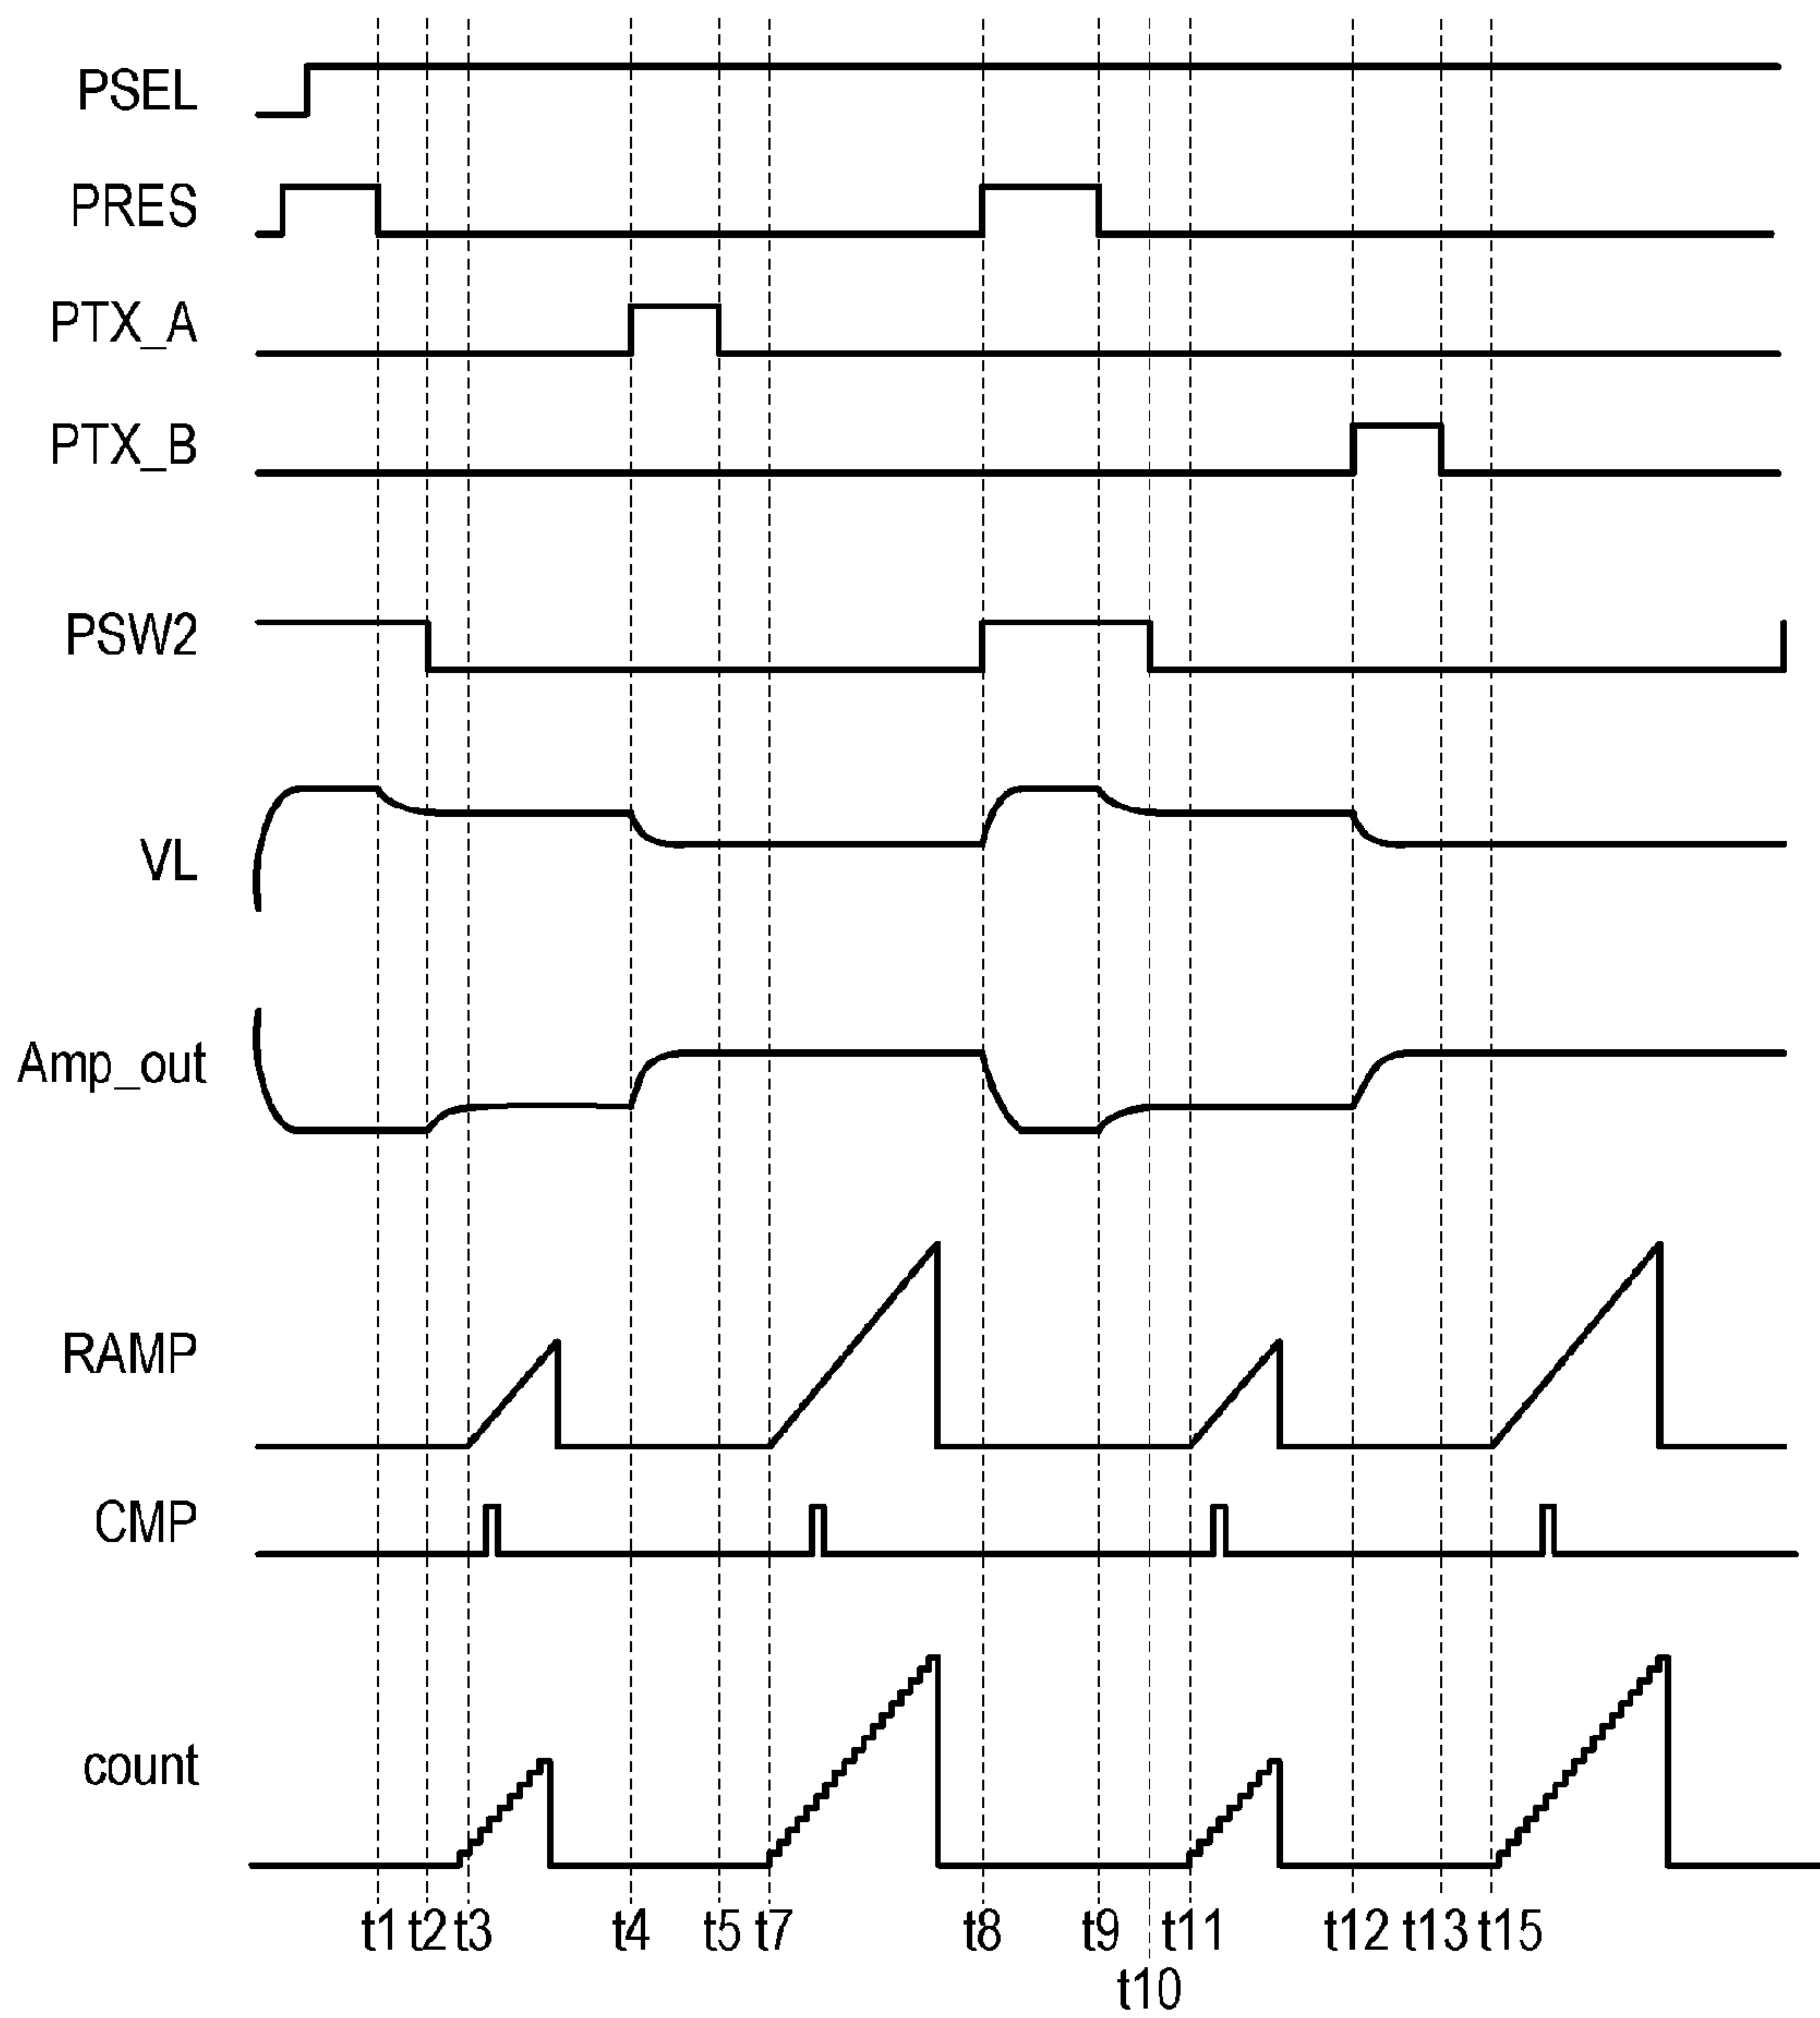 PSEL
PRES
PTX_A
PTX_B
PSW2
VL
Amp_out
RAMP
CMP
count
t1 t2 t3 t4 t5 t7 t8 t9 t11 t12 t13 t15
t10